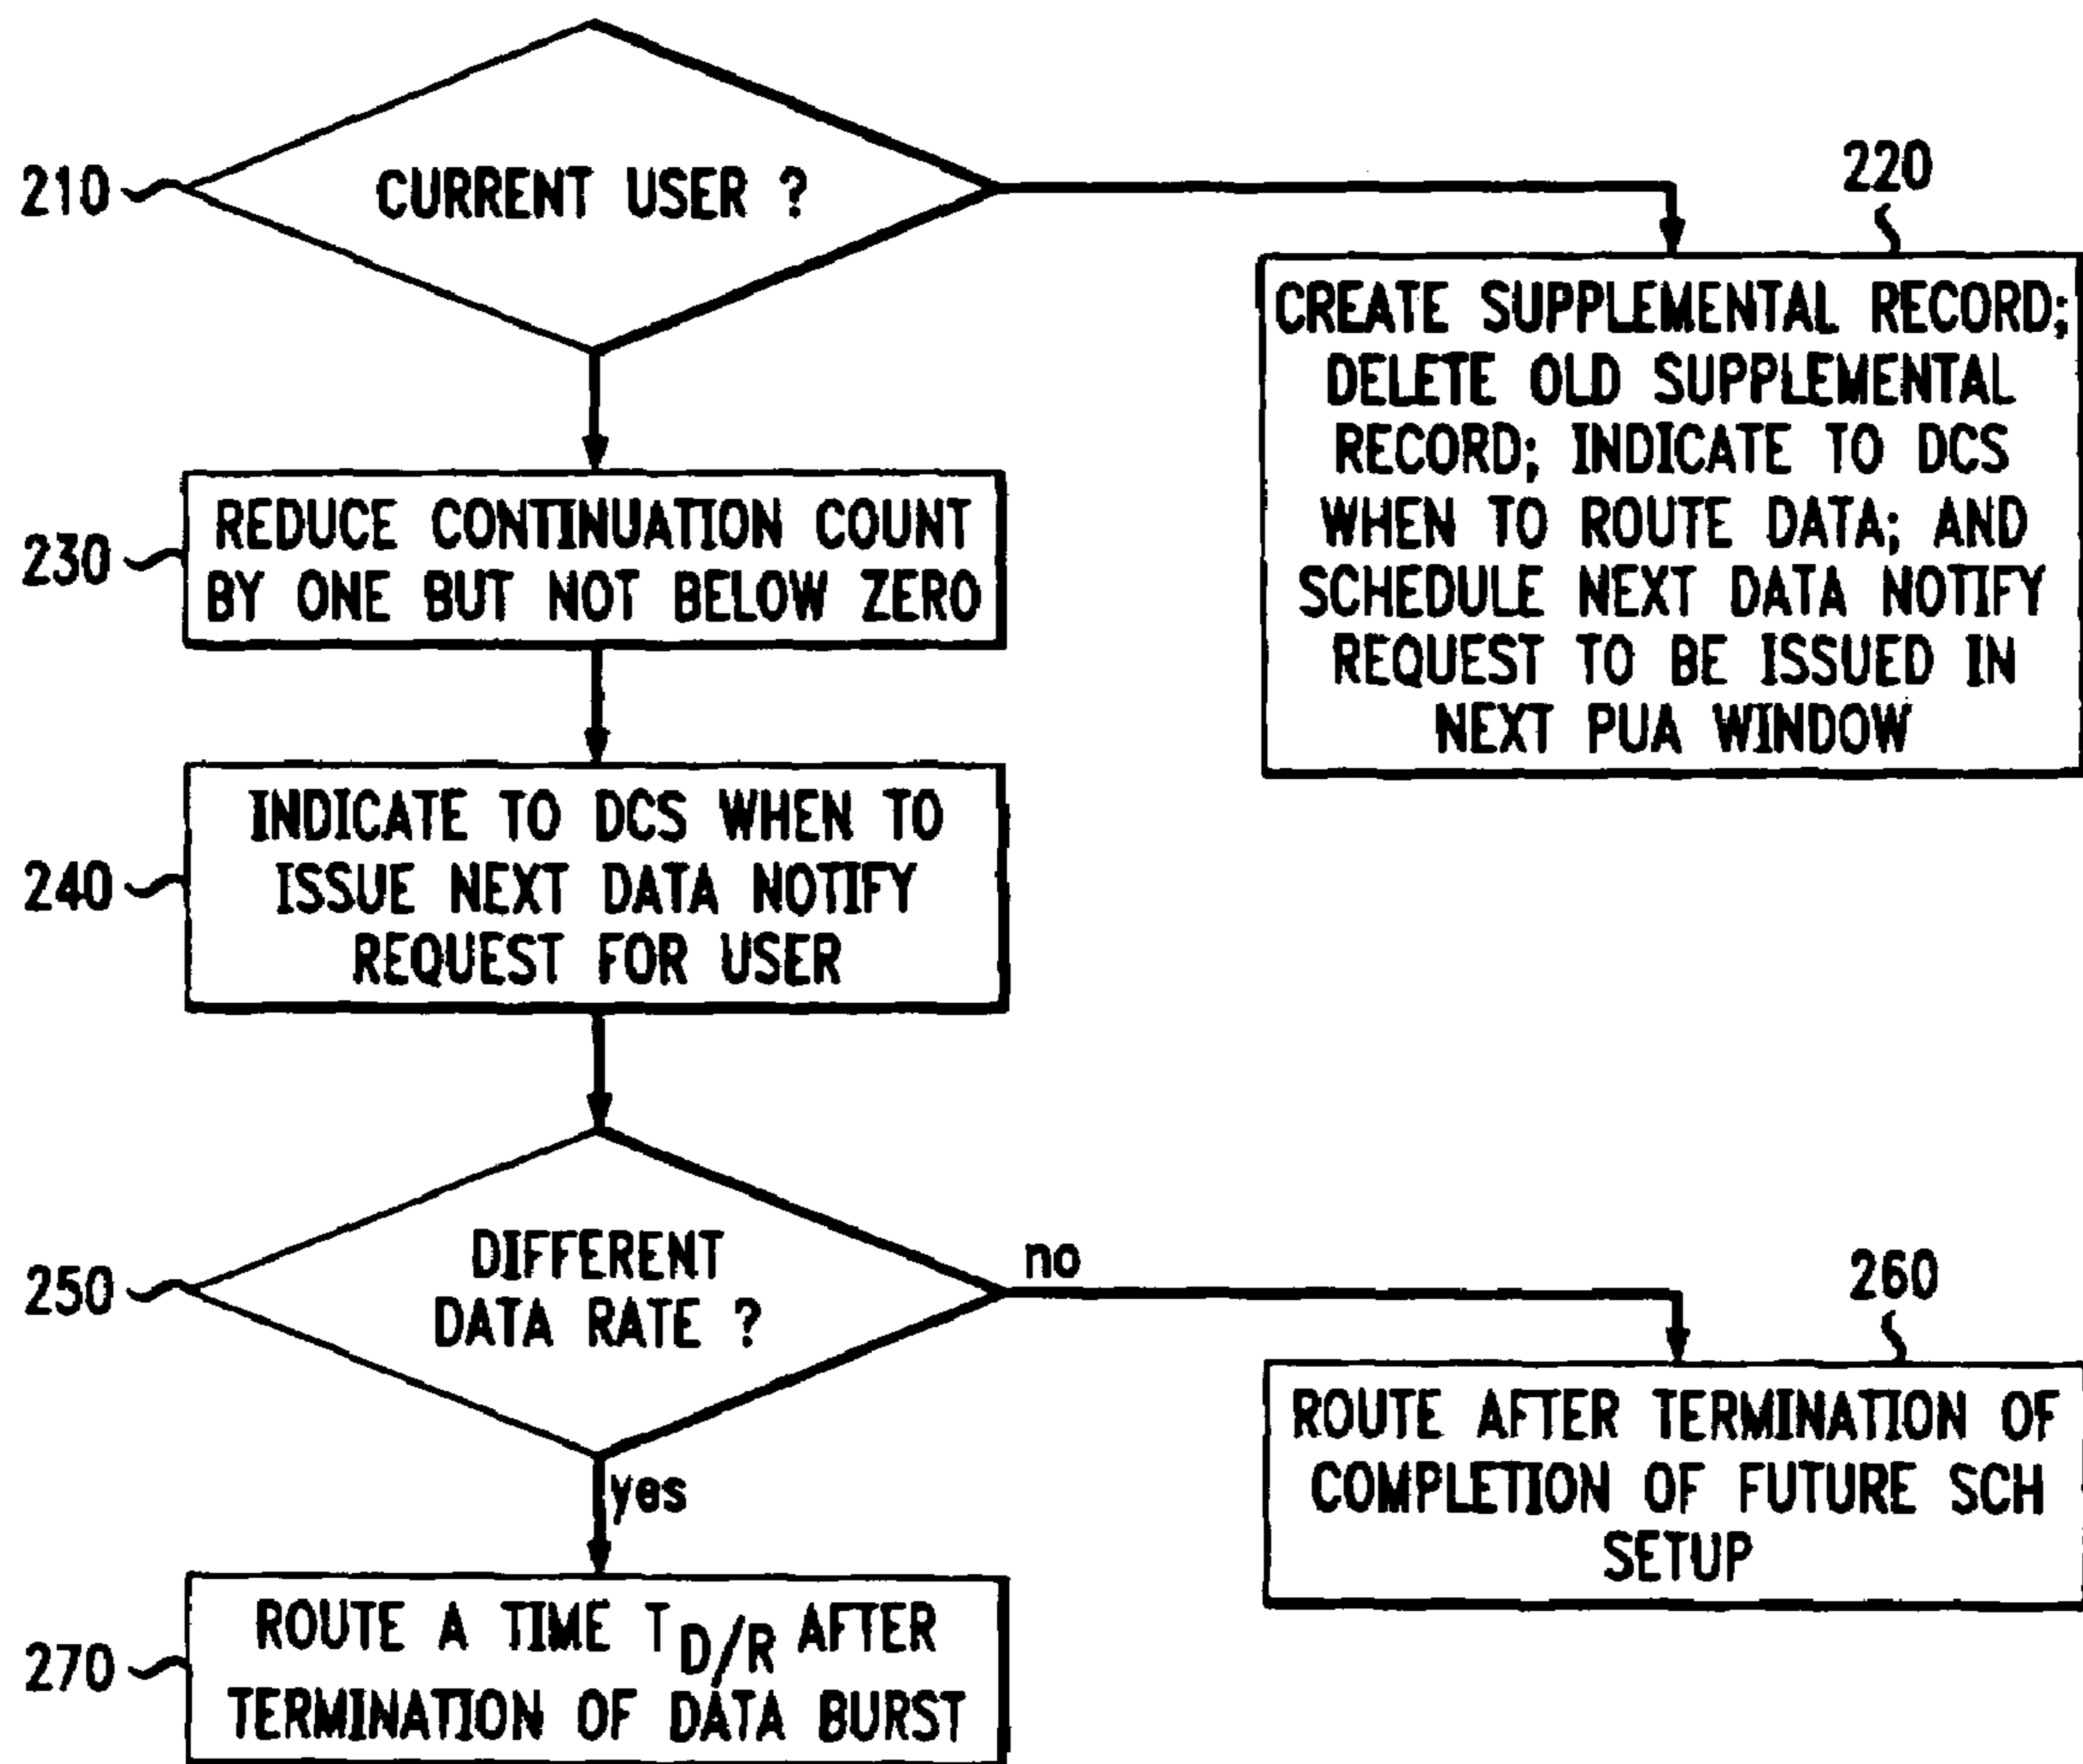 210
CURRENT USER ?
220
CREATE SUPPLEMENTAL RECORD;
DELETE OLD SUPPLEMENTAL
RECORD; INDICATE TO DCS
WHEN TO ROUTE DATA; AND
SCHEDULE NEXT DATA NOTIFY
REQUEST TO BE ISSUED IN
NEXT PUA WINDOW
230
REDUCE CONTINUATION COUNT
BY ONE BUT NOT BELOW ZERO
240
INDICATE TO DCS WHEN TO
ISSUE NEXT DATA NOTIFY
REQUEST FOR USER
250
DIFFERENT
DATA RATE ?
no
260
ROUTE AFTER TERMINATION OF
COMPLETION OF FUTURE SCH
SETUP
yes
270
ROUTE A TIME T D/R AFTER
TERMINATION OF DATA BURST